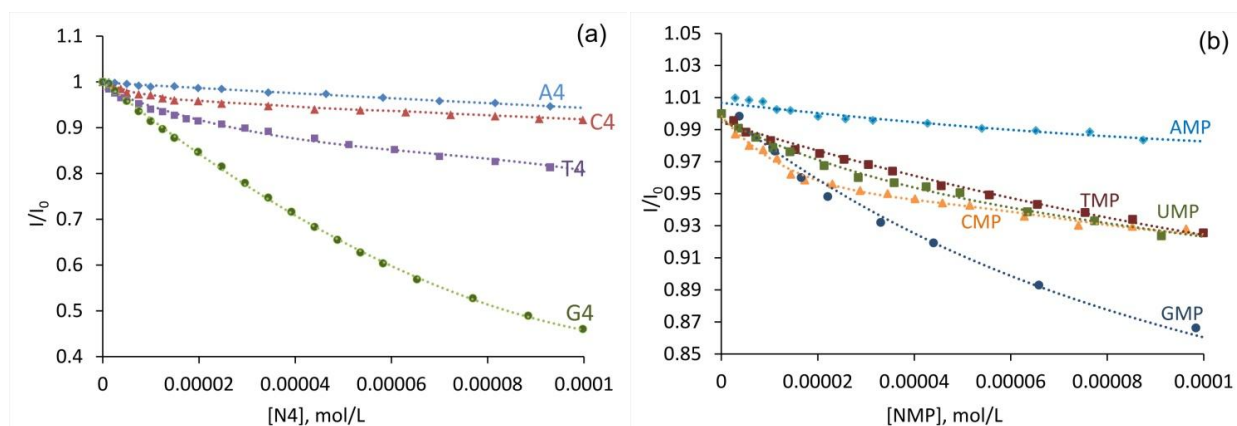 (a)
1.1
1
0.9
0.8
0.7
0.6
0.5
0.4
I/I0
A4
C4
T4
G4
0
0.00002
0.00004
0.00006
0.00008
0.0001
[N4], mol/L
(b)
1.05
1.03
1.01
0.99
0.97
0.95
0.93
0.91
0.89
0.87
0.85
I/I0
AMP
TMP
UMP
CMP
GMP
0
0.00002
0.00004
0.00006
0.00008
0.0001
[NMP], mol/L